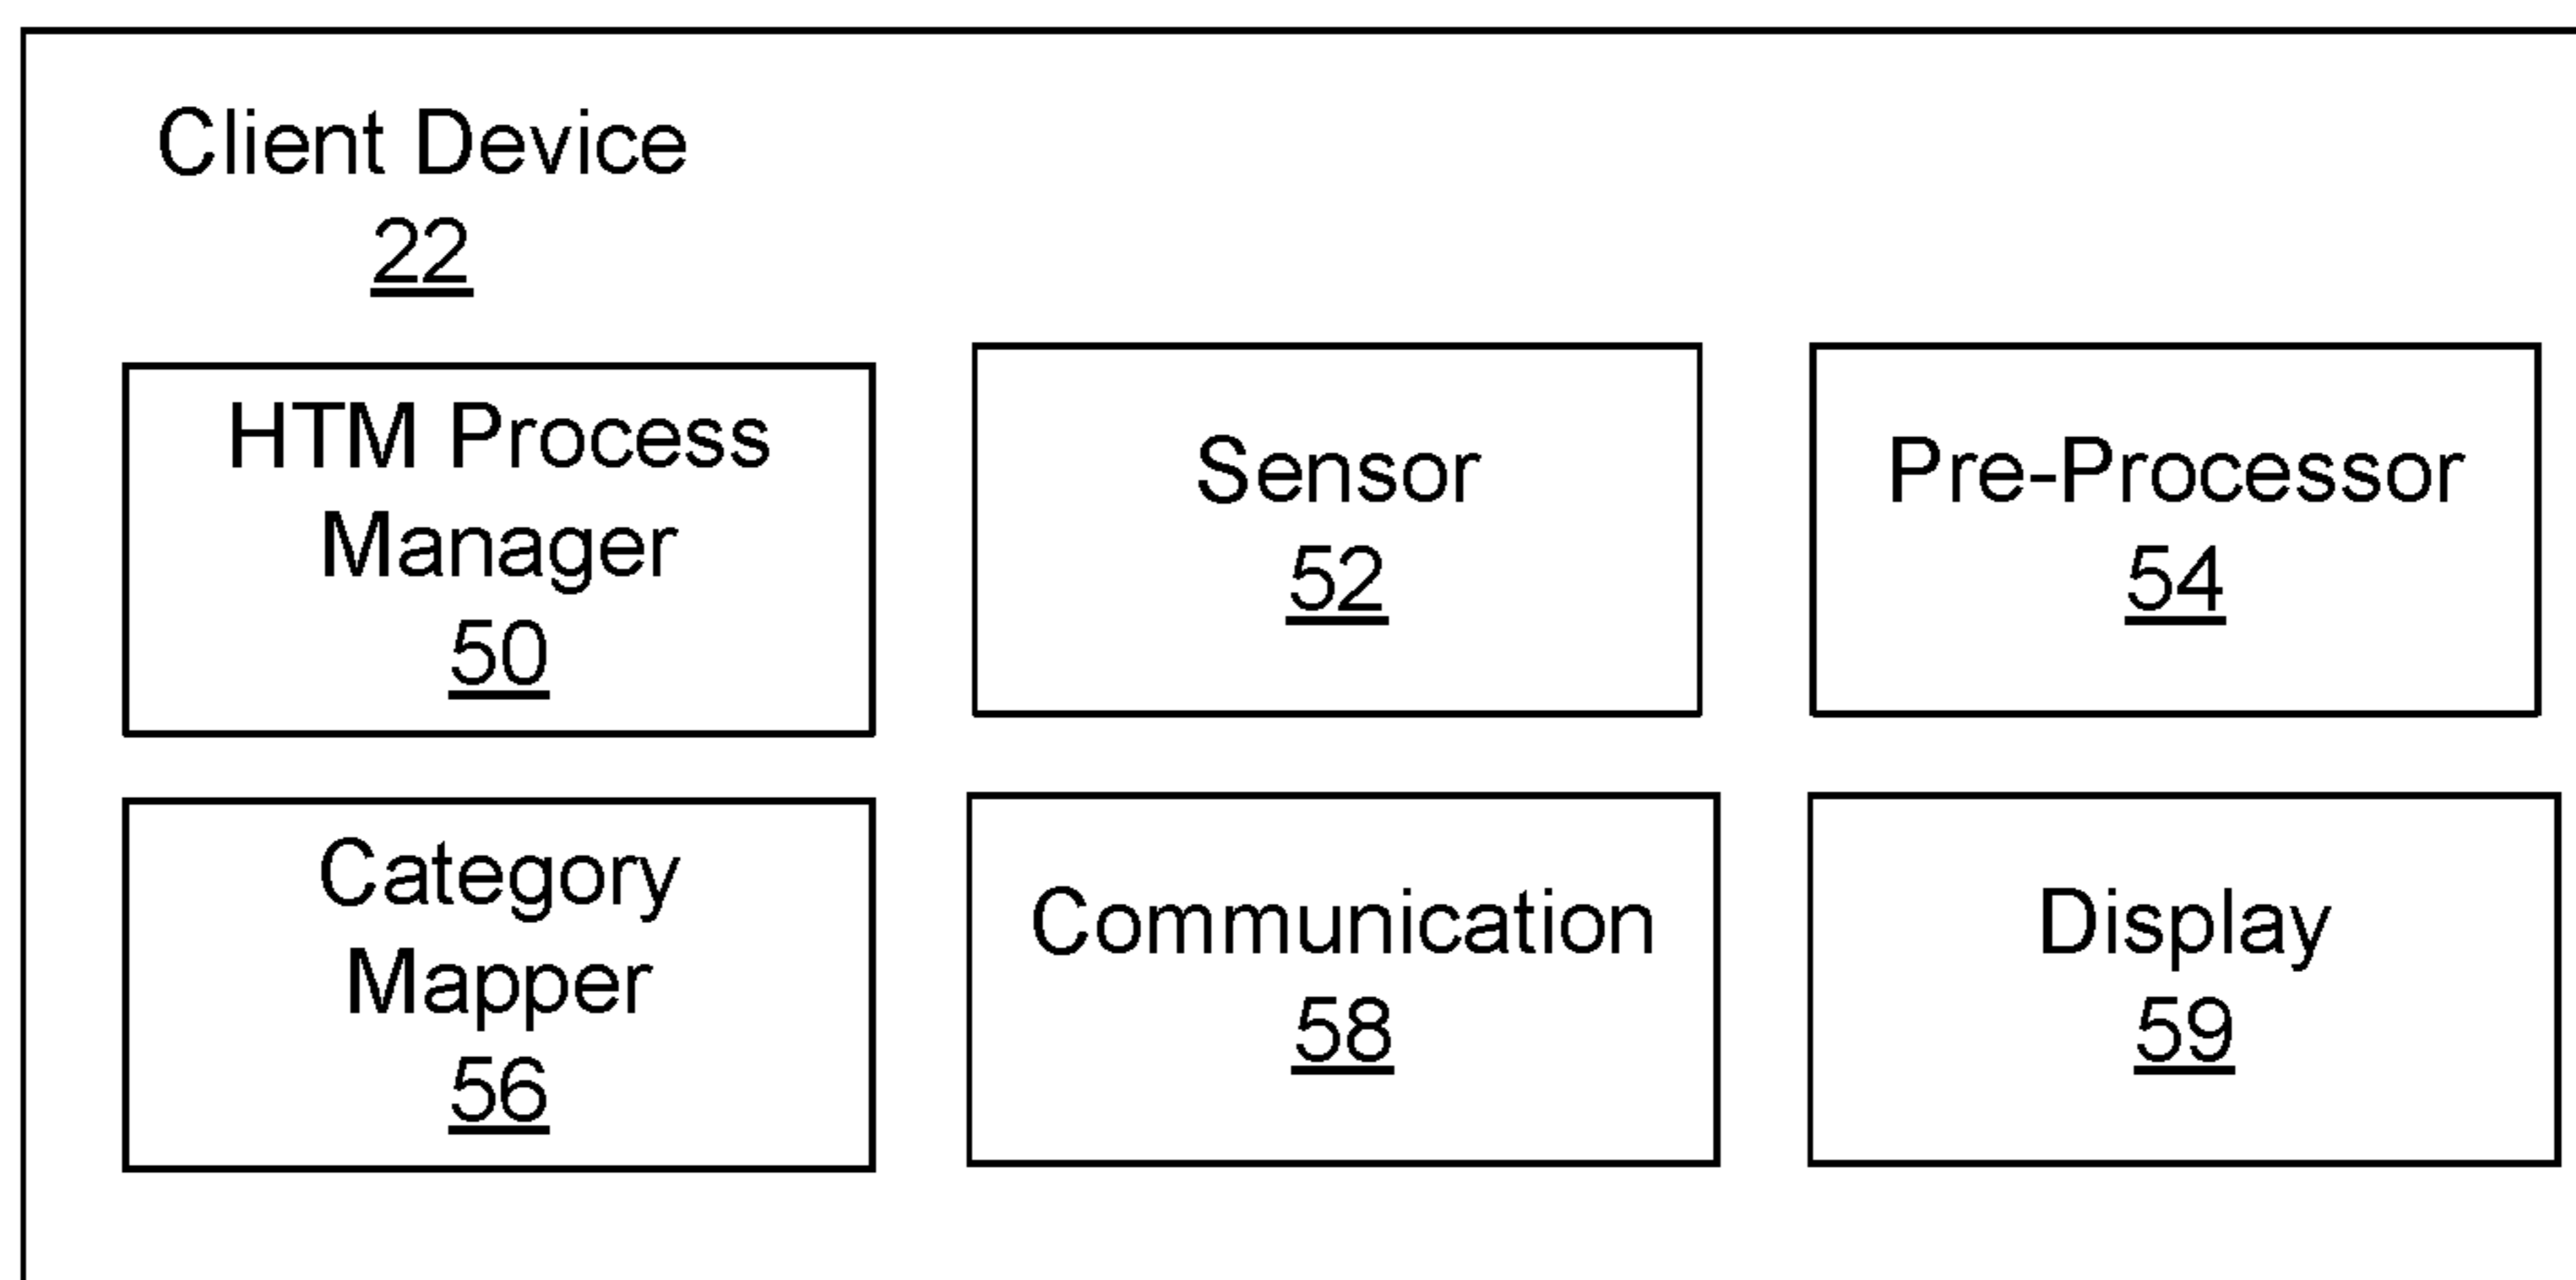 Client Device
22
HTM Process
Manager
50
Sensor
52
Pre-Processor
54
Category
Mapper
56
Communication
58
Display
59